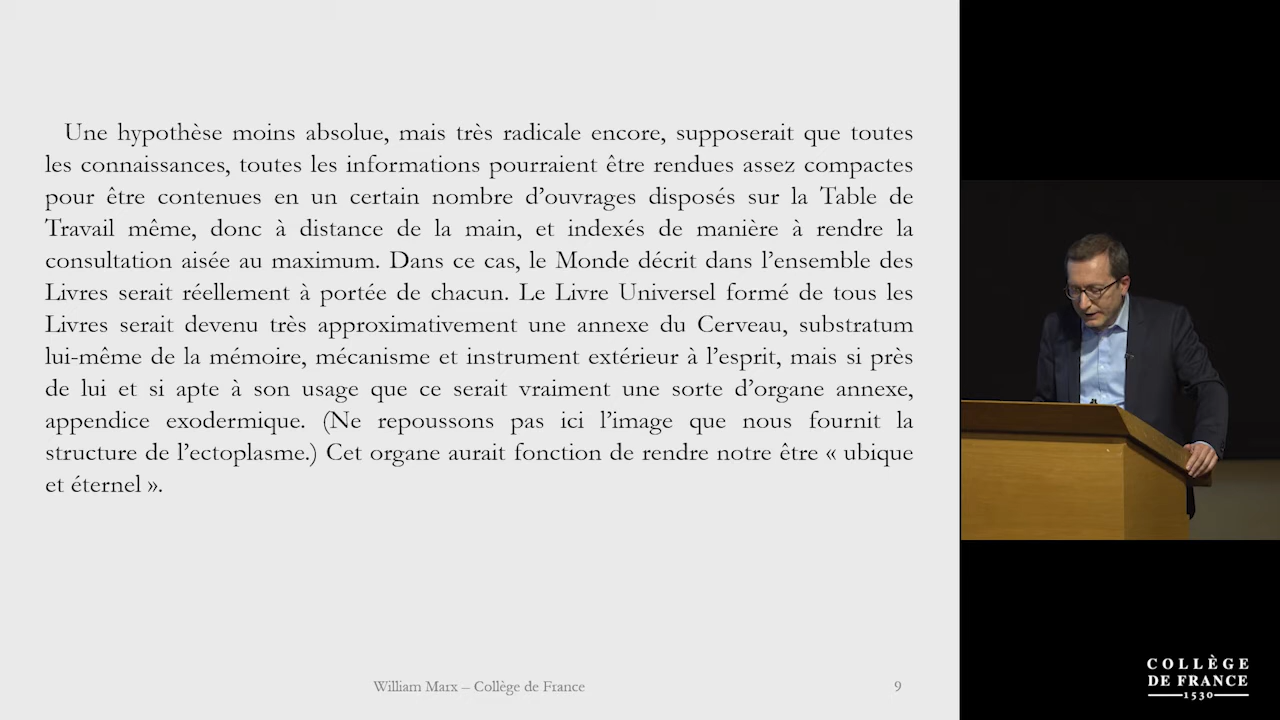 Une hypothèse moins absolue, mais très radicale encore, supposerait que toutes
les connaissances, toutes les informations pourraient être rendues assez compactes
pour être contenues en un certain nombre d’ouvrages disposés sur la Table de
Travail même, donc à distance de la main, et indexés de manière à rendre la
consultation aisée au maximum. Dans ce cas, le Monde décrit dans l’ensemble des
Livres serait réellement à portée de chacun. Le Livre Universel formé de tous les
Livres serait devenu très approximativement une annexe du Cerveau, substratum
lui-même de la mémoire, mécanisme et instrument extérieur à l’esprit, mais si près
de lui et si apte à son usage que ce serait vraiment une sorte d’organe annexe,
appendice exodermique. (Ne repoussons pas ici l’image que nous fournit la
structure de l’ectoplasme.) Cet organe aurait fonction de rendre notre être « ubique
et éternel ».
William Marx – Collège de France
9
COLLÈGE
DE FRANCE
1530